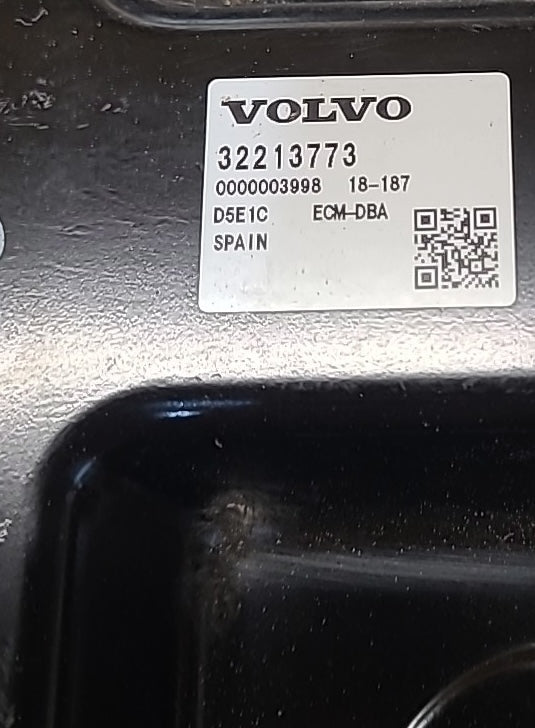 VOLVO
32213773
0000003998 18-187
D5E1C ECM-DBA
SPAIN